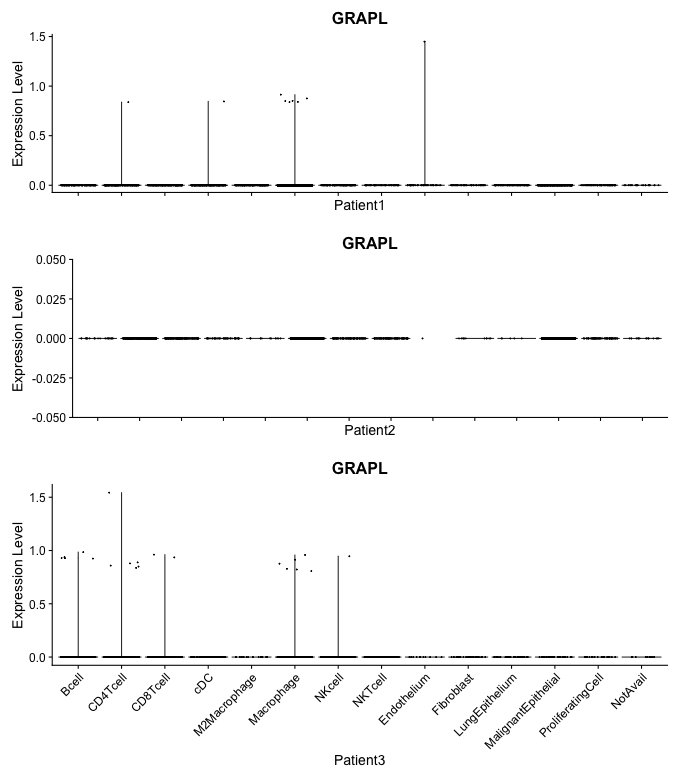 GRAPL
Expression Level
1.5
1.0
0.5
0.0
Patient1
GRAPL
Expression Level
0.050
0.025
0.000
-0.025
-0.050
Patient2
GRAPL
Expression Level
1.5
1.0
0.5
0.0
Bcell
CD4Tcell
CD8Tcell
cDC
M2Macrophage
Macrophage
NKcell
NKTcell
Endothelium
Fibroblast
LungEpithelium
MalignantEpithelial
ProliferatingCell
NotAvail
Patient3